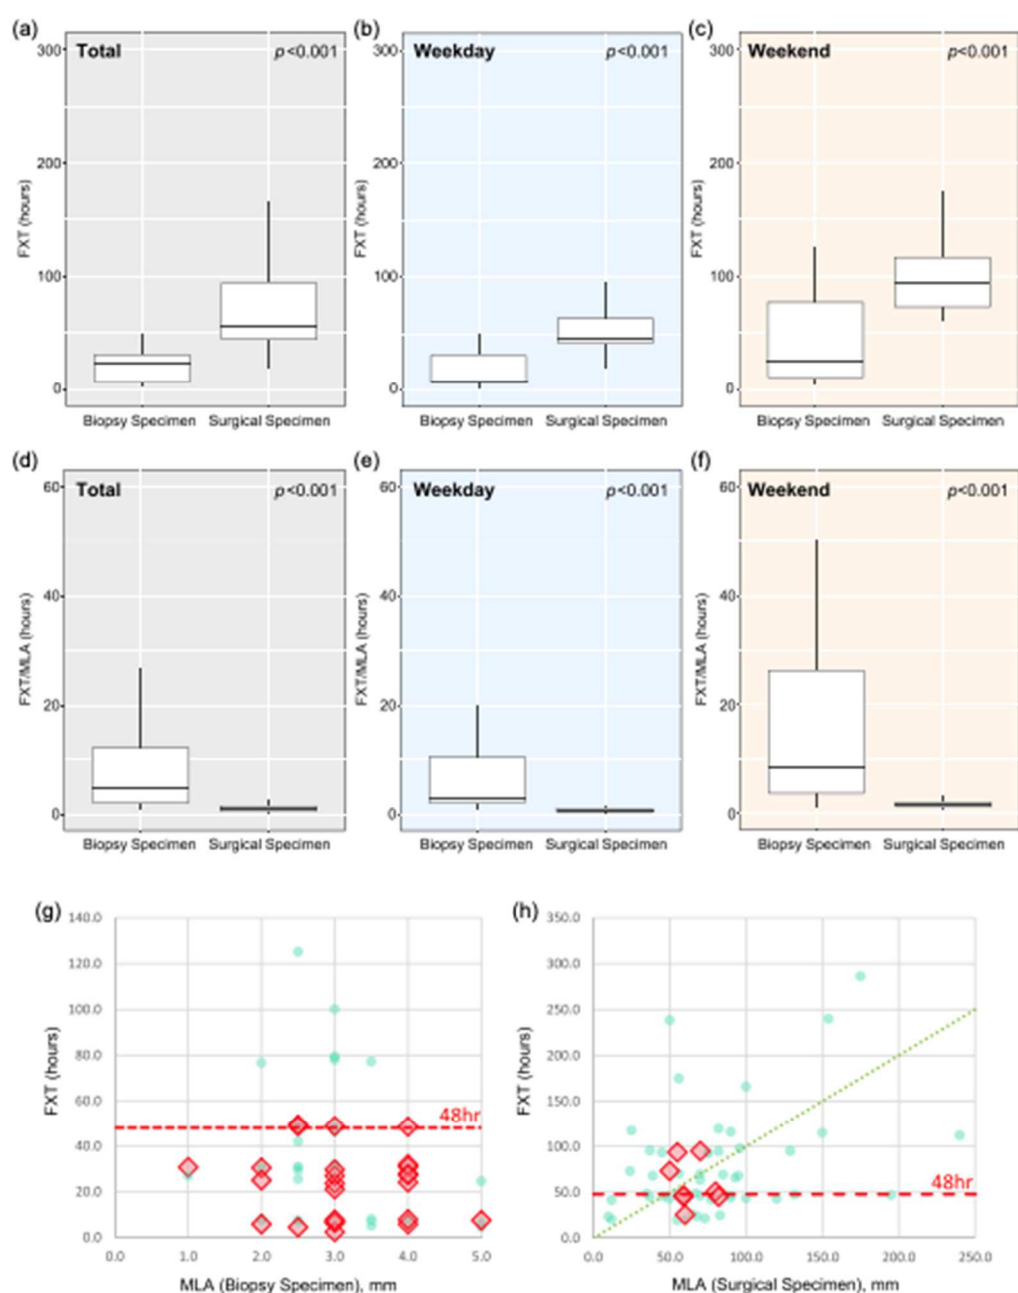 (a) (b) (c)
300 Total p<0.001 300 Weekday p<0.001 300 Weekend p<0.001
200 200 200
FXT (hours) FXT (hours) FXT (hours)
100 100 100
0 0 0
Biopsy Specimen Surgical Specimen Biopsy Specimen Surgical Specimen Biopsy Specimen Surgical Specimen
(d) (e) (f)
60 Total p<0.001 60 Weekday p<0.001 60 Weekend p<0.001
40 40 40
FXT/MLA (hours) FXT/MLA (hours) FXT/MLA (hours)
20 20 20
0 0 0
Biopsy Specimen Surgical Specimen Biopsy Specimen Surgical Specimen Biopsy Specimen Surgical Specimen
(g) (h)
140.0 350.0
120.0 300.0
100.0 250.0
80.0 200.0
FXT (hours) FXT (hours)
60.0 150.0
48hr
40.0 100.0
48hr
20.0 50.0
0.0 0.0
0.0 1.0 2.0 3.0 4.0 5.0 0.0 50.0 100.0 150.0 200.0 250.0
MLA (Biopsy Specimen), mm MLA (Surgical Specimen), mm